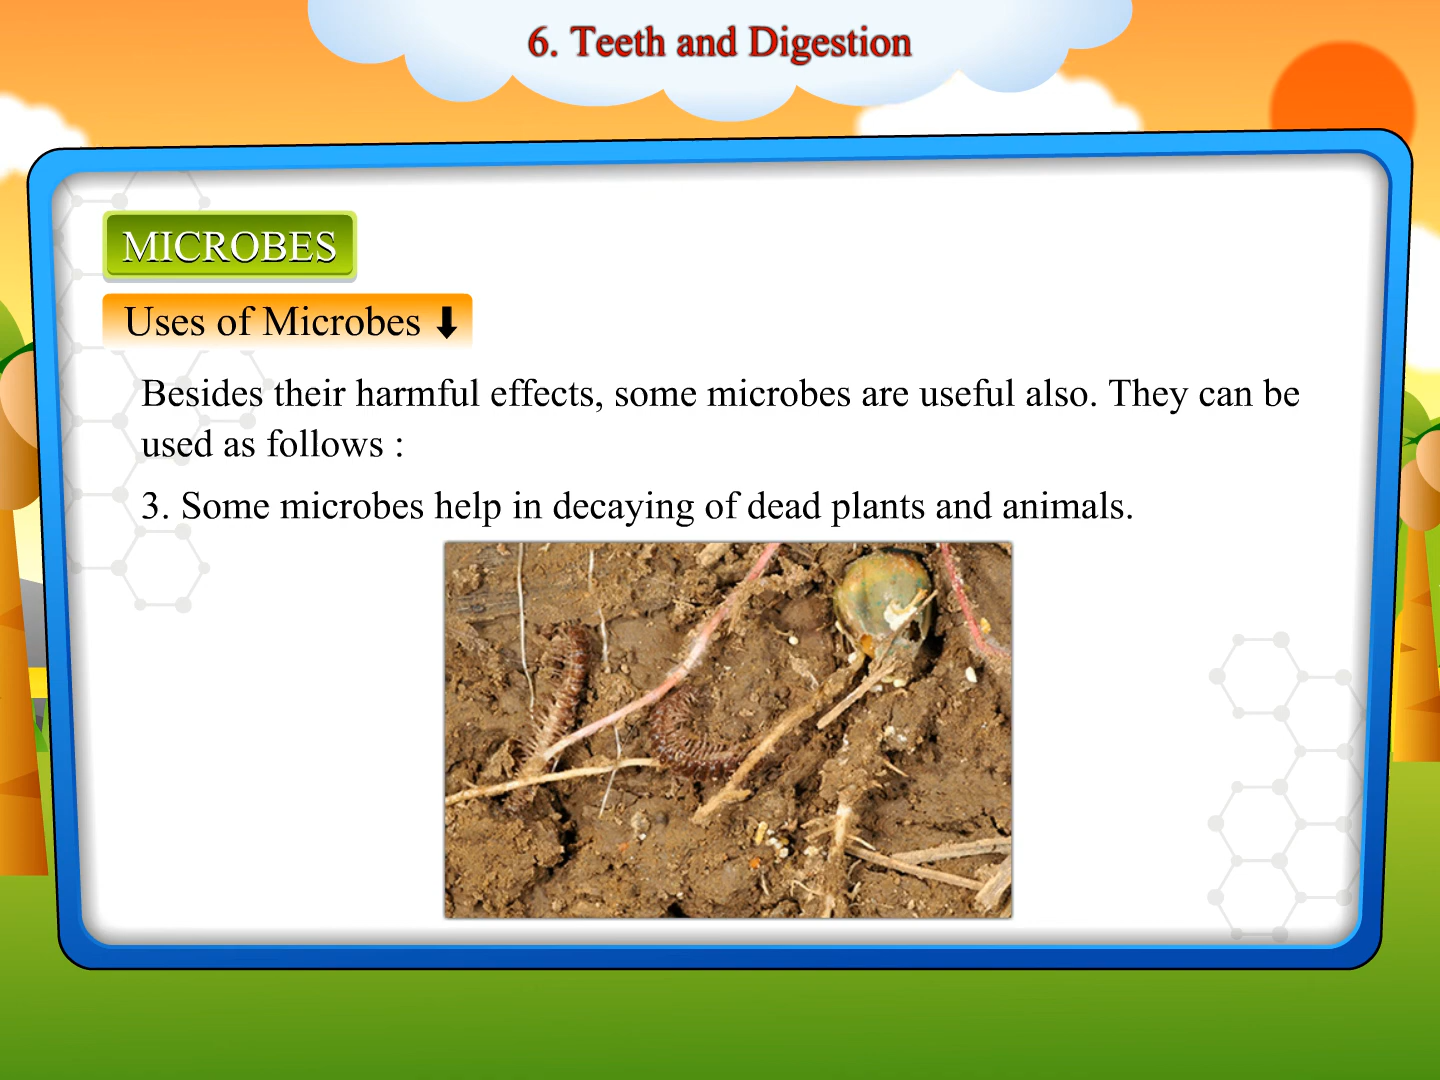 6. Teeth and Digestion
MICROBES
Uses of Microbes
Besides their harmful effects, some microbes are useful also. They can be
used as follows :
3. Some microbes help in decaying of dead plants and animals.